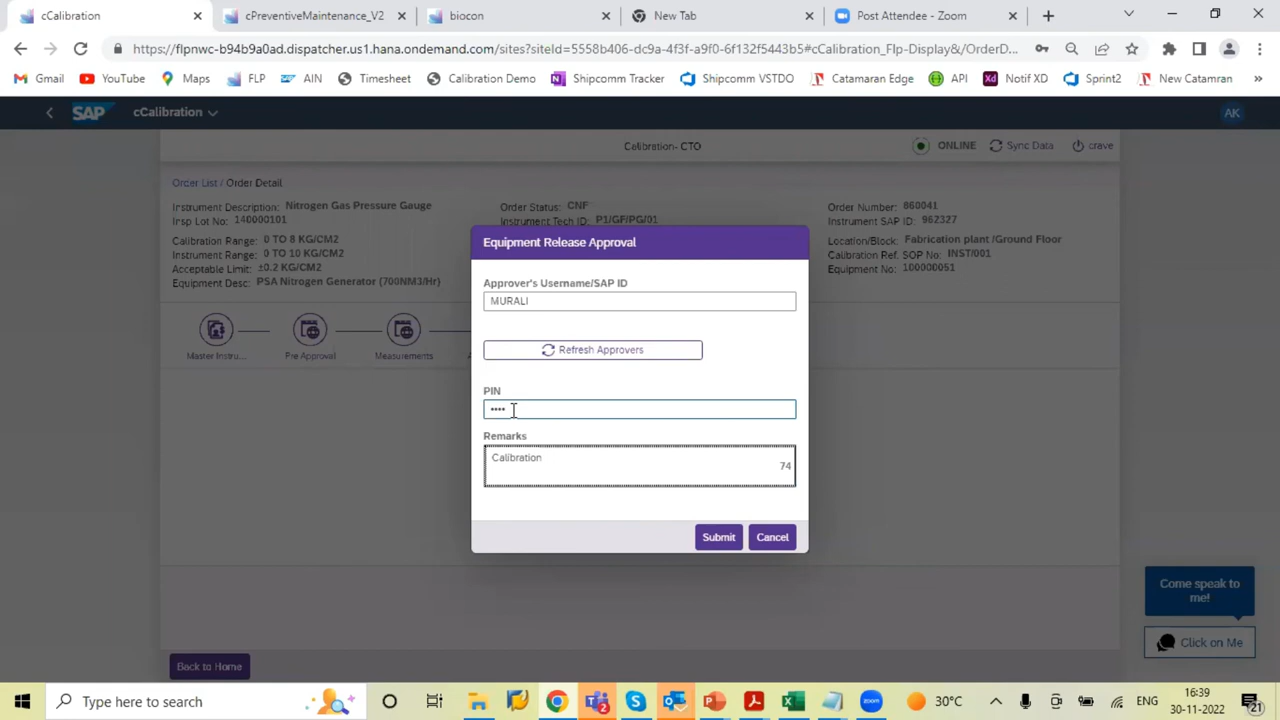 cCalibration
cPreventiveMaintenance_V2
biocon
New Tab
Post Attendee - Zoom
https://flpnwc-b94b9a0ad.dispatcher.us1.hana.ondemand.com/sites?siteId=5558b406-dc9a-4f3f-a9f0-6f132f5443b5#cCalibration_Flp-Display&/OrderD...
Gmail
YouTube
Maps
FLP
AIN
Timesheet
Calibration Demo
Shipcomm Tracker
Shipcomm VSTDO
Catamaran Edge
API
Notif XD
Sprint2
New Catamran
SAP
cCalibration
AK
Calibration- CTO
ONLINE
Sync Data
crave
Order List / Order Detail
Instrument Description: Nitrogen Gas Pressure Gauge
Order Status: CNF
Order Number: 860041
Insp Lot No: 140000101
Instrument Tech ID: P1/GF/PG/01
Instrument SAP ID: 962327
Calibration Range: 0 TO 8 KG/CM2
Location/Block: Fabrication plant /Ground Floor
Instrument Range: 0 TO 10 KG/CM2
Calibration Ref. SOP No: INST/001
Acceptable Limit: ±0.2 KG/CM2
Equipment No: 100000051
Equipment Desc: PSA Nitrogen Generator (700NM3/Hr)
Master Instru...
Pre Approval
Measurements
Equipment Release Approval
Approver's Username/SAP ID
MURALI
Refresh Approvers
PIN
••••
Remarks
Calibration
74
Submit
Cancel
Come speak to
me!
Click on Me
Back to Home
Type here to search
2
30°C
ENG
16:39
30-11-2022
21